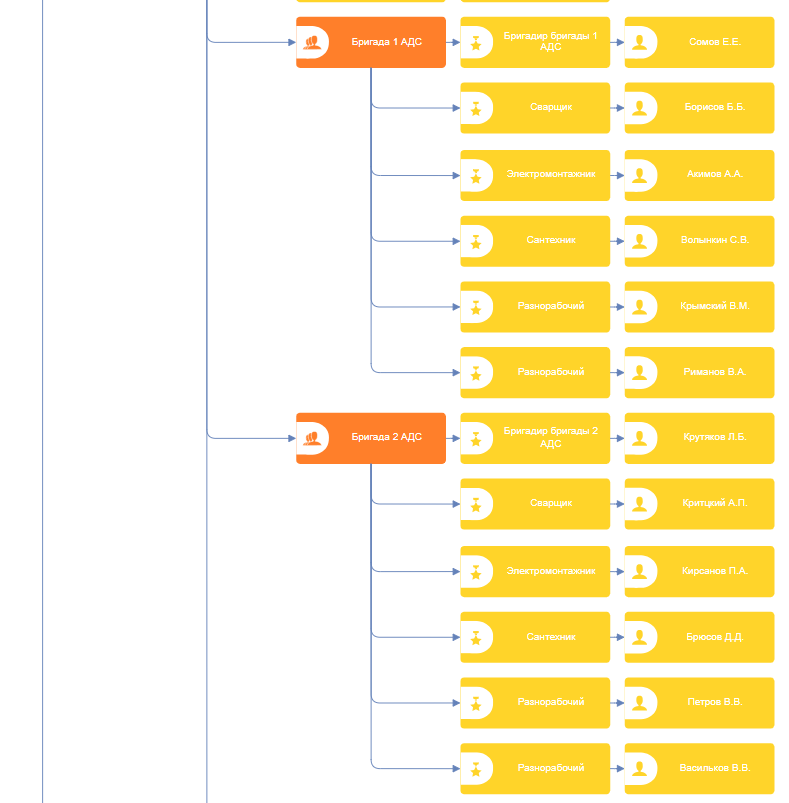 Бригада 1 АДС
Бригадир бригады 1
АДС
Сомов Е.Е.
Сварщик
Борисов Б.Б.
Электромонтажник
Акимов А.А.
Сантехник
Волынкин С.В.
Разнорабочий
Крымский В.М.
Разнорабочий
Риманов В.А.
Бригада 2 АДС
Бригадир бригады 2
АДС
Крутяков Л.Б.
Сварщик
Критцкий А.П.
Электромонтажник
Кирсанов П.А.
Сантехник
Брюсов Д.Д.
Разнорабочий
Петров В.В.
Разнорабочий
Васильков В.В.